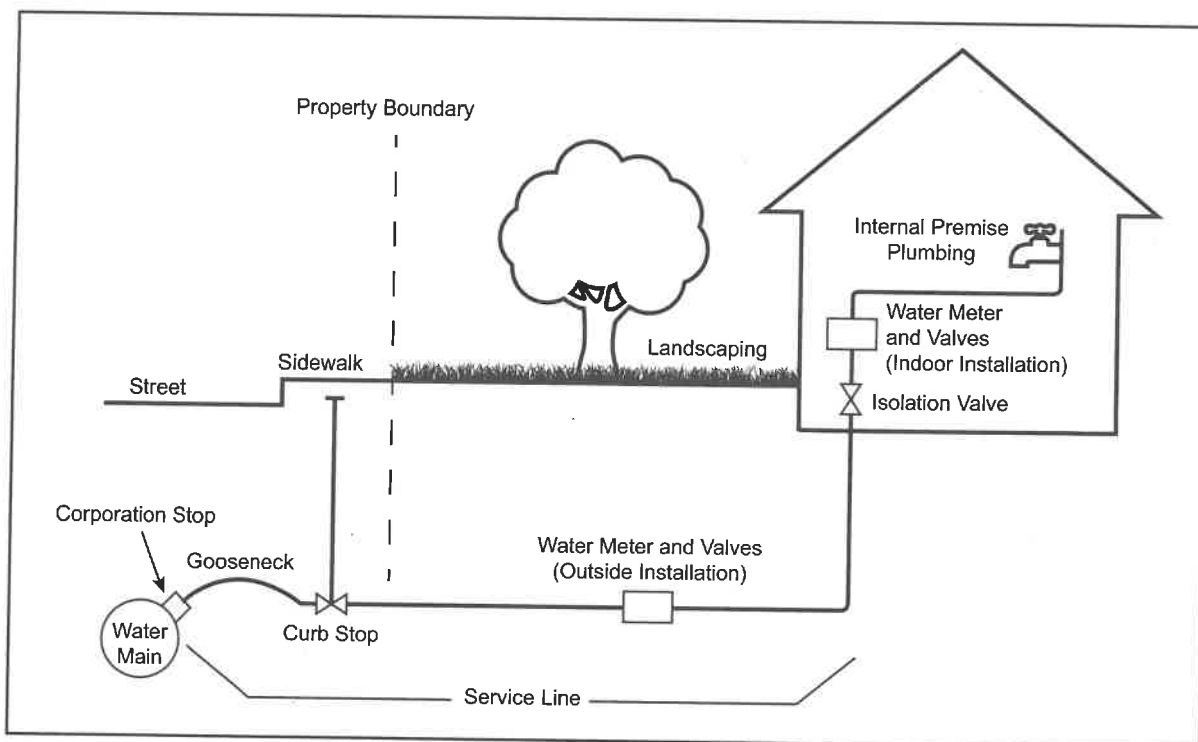 Property Boundary
Internal Premise
Plumbing
Water Meter
and Valves
(Indoor Installation)
Landscaping
Sidewalk
Street
Isolation Valve
Corporation Stop
Gooseneck
Water Meter and Valves
(Outside Installation)
Water
Main
Curb Stop
Service Line